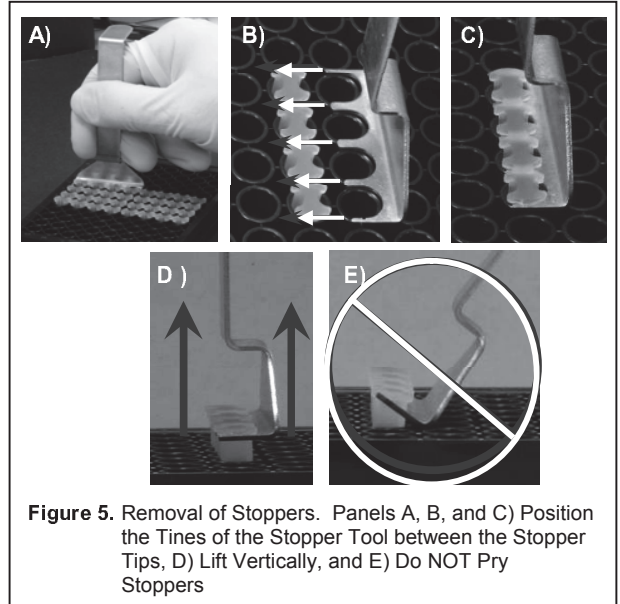 A)
B)
C)
D )
E)
Figure 5. Removal of Stoppers. Panels A, B, and C) Position
the Tines of the Stopper Tool between the Stopper
Tips, D) Lift Vertically, and E) Do NOT Pry
Stoppers